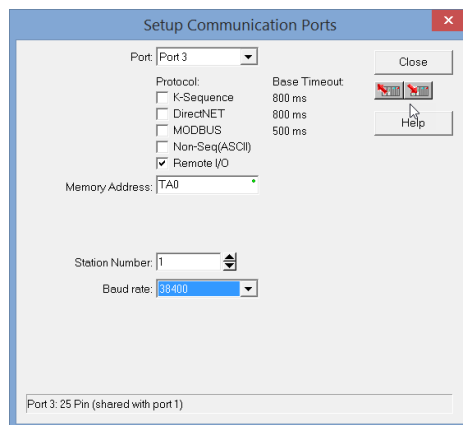 Setup Communication Ports
x
Port: Port 3
Close
Protocol: Base Timeout:
K-Sequence 800 ms
DirectNET 800 ms
Help
MODBUS 500 ms
Non-Seq(ASCII)
Remote I/O
Memory Address: TA0
Station Number: 1
Baud rate: 38400
Port 3: 25 Pin (shared with port 1)